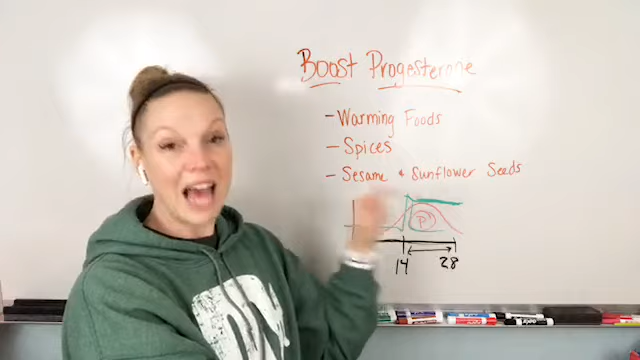 Boost Progesterone
- Warming Foods
- Spices
- Sesame & Sunflower Seeds
14 28